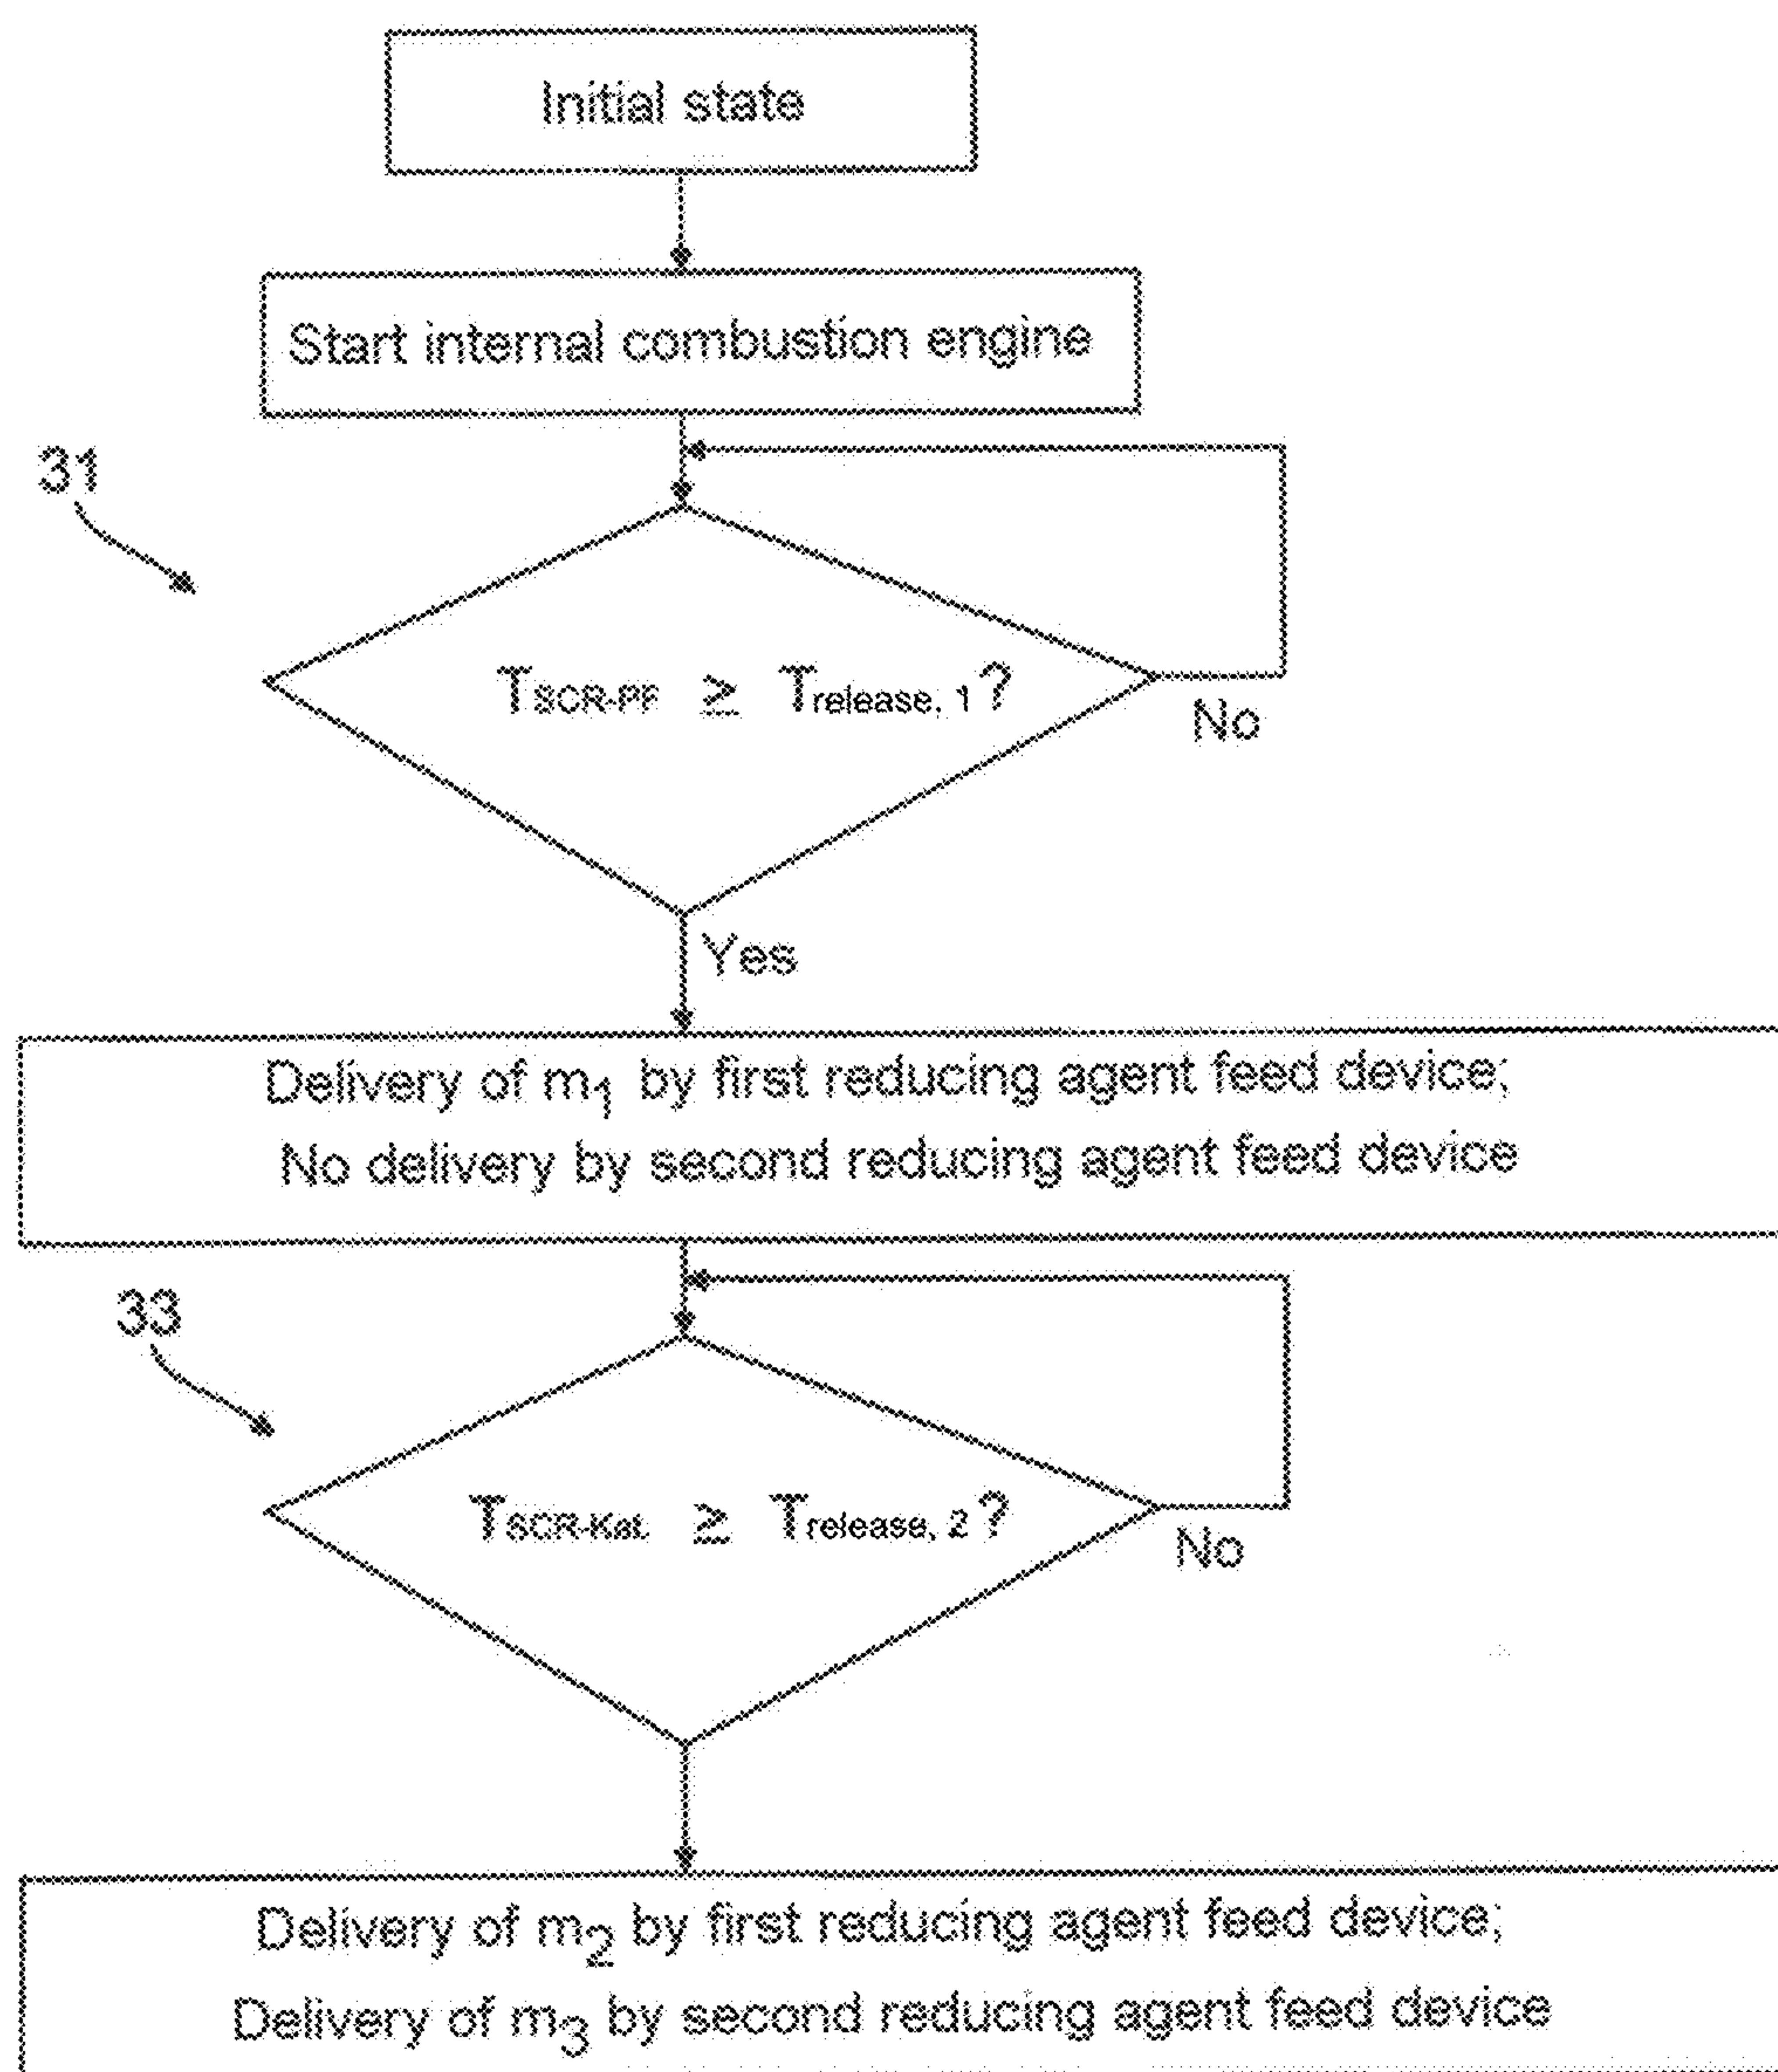 Initial state
Start internal combustion engine
31
TSCR-PF ≥ Trelease, 1?
No
Yes
Delivery of m1 by first reducing agent feed device;
No delivery by second reducing agent feed device
33
TSCR-Kat. ≥ Trelease, 2?
No
Delivery of m2 by first reducing agent feed device;
Delivery of m3 by second reducing agent feed device